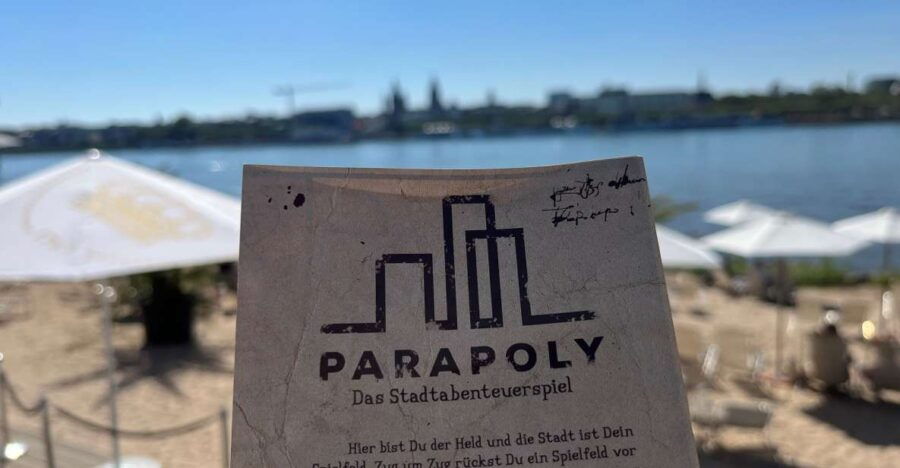 PARAPOLY
Das Stadtabenteuerspiel
Hier bist Du der Held und die Stadt ist Dein
Spielfeld. Zug um Zug rückst Du ein Spielfeld vor